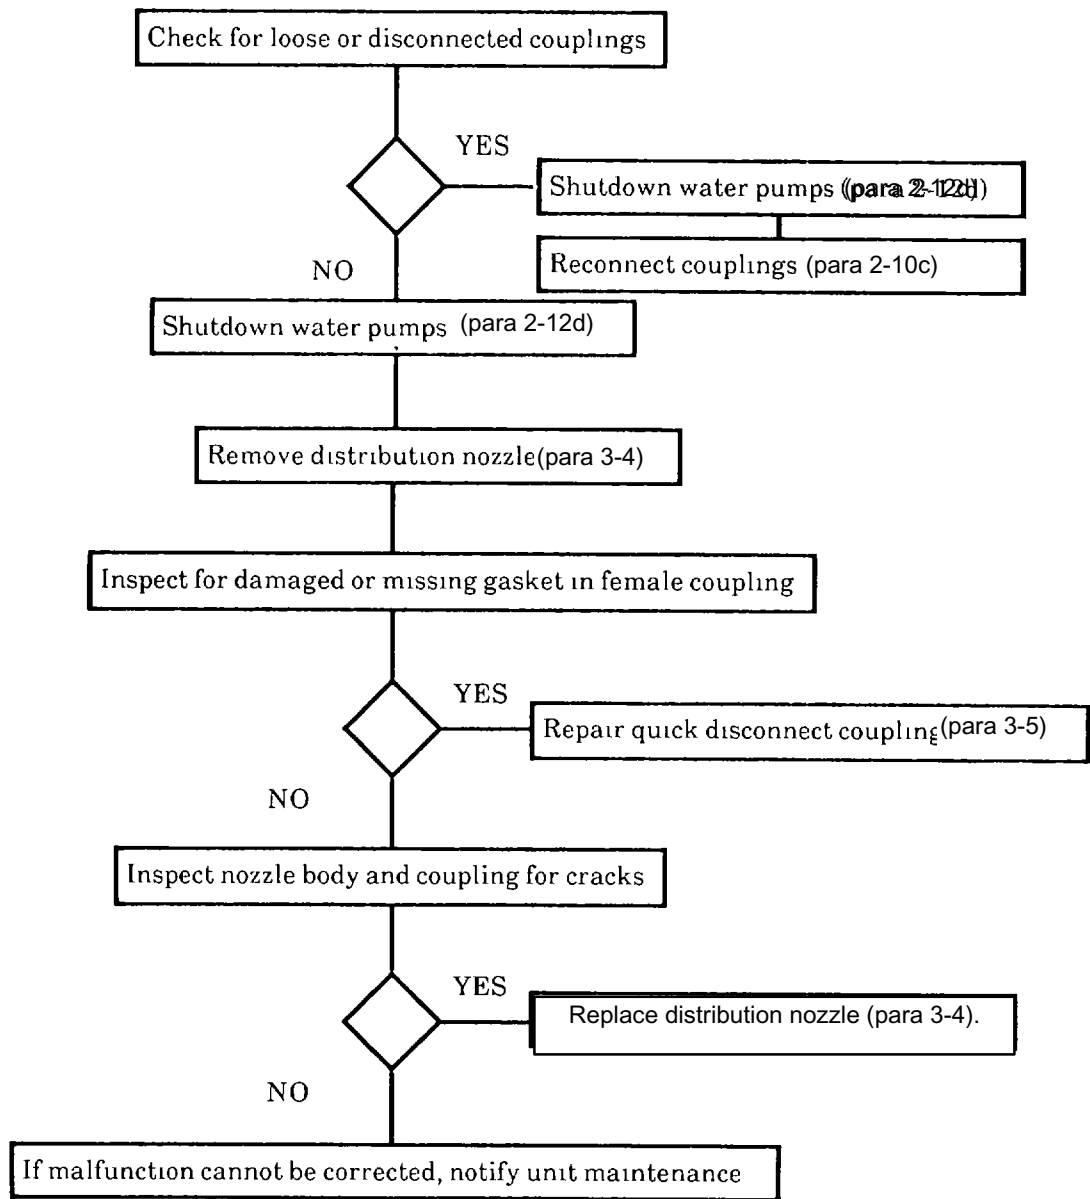 Check for loose or disconnected couplings
YES
Shutdown water pumps (para 2-12d)
Reconnect couplings (para 2-10c)
NO
Shutdown water pumps (para 2-12d)
Remove distribution nozzle(para 3-4)
Inspect for damaged or missing gasket in female coupling
YES
Repair quick disconnect coupling(para 3-5)
NO
Inspect nozzle body and coupling for cracks
YES
Replace distribution nozzle (para 3-4).
NO
If malfunction cannot be corrected, notify unit maintenance